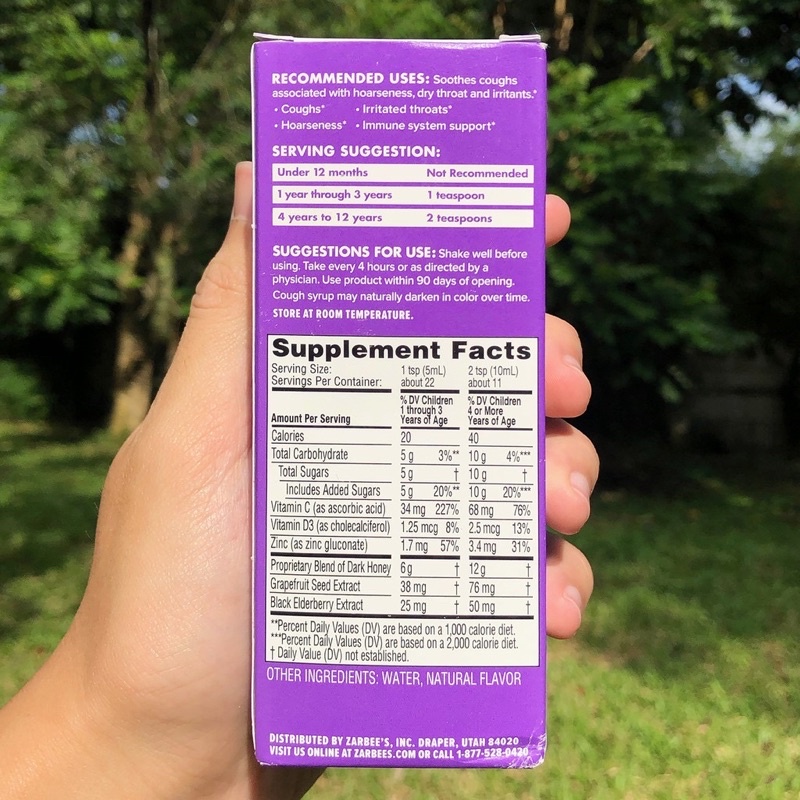 RECOMMENDED USES: Soothes coughs
associated with hoarseness, dry throat and irritants.*
• Coughs* • Irritated throats*
• Hoarseness* • Immune system support*
SERVING SUGGESTION:
Under 12 months Not Recommended
1 year through 3 years 1 teaspoon
4 years to 12 years 2 teaspoons
SUGGESTIONS FOR USE: Shake well before
using. Take every 4 hours or as directed by a
physician. Use product within 90 days of opening.
Cough syrup may naturally darken in color over time.
STORE AT ROOM TEMPERATURE.
Supplement Facts
Serving Size: 1 tsp (5mL) 2 tsp (10mL)
Servings Per Container: about 22 about 11
% DV Children % DV Children
1 through 3 4 or More
Amount Per Serving Years of Age Years of Age
Calories 20 40
Total Carbohydrate 5 g 3%** 10 g 4%***
Total Sugars 5 g † 10 g †
Includes Added Sugars 5 g 20%** 10 g 20%***
Vitamin C (as ascorbic acid) 34 mg 227% 68 mg 76%
Vitamin D3 (as cholecalciferol) 1.25 mcg 8% 2.5 mcg 13%
Zinc (as zinc gluconate) 1.7 mg 57% 3.4 mg 31%
Proprietary Blend of Dark Honey 6 g † 12 g †
Grapefruit Seed Extract 38 mg † 76 mg †
Black Elderberry Extract 25 mg † 50 mg †
**Percent Daily Values (DV) are based on a 1,000 calorie diet.
***Percent Daily Values (DV) are based on a 2,000 calorie diet.
† Daily Value (DV) not established.
OTHER INGREDIENTS: WATER, NATURAL FLAVOR
DISTRIBUTED BY ZARBEE'S, INC. DRAPER, UTAH 84020
VISIT US ONLINE AT ZARBEES.COM OR CALL 1-877-528-0420